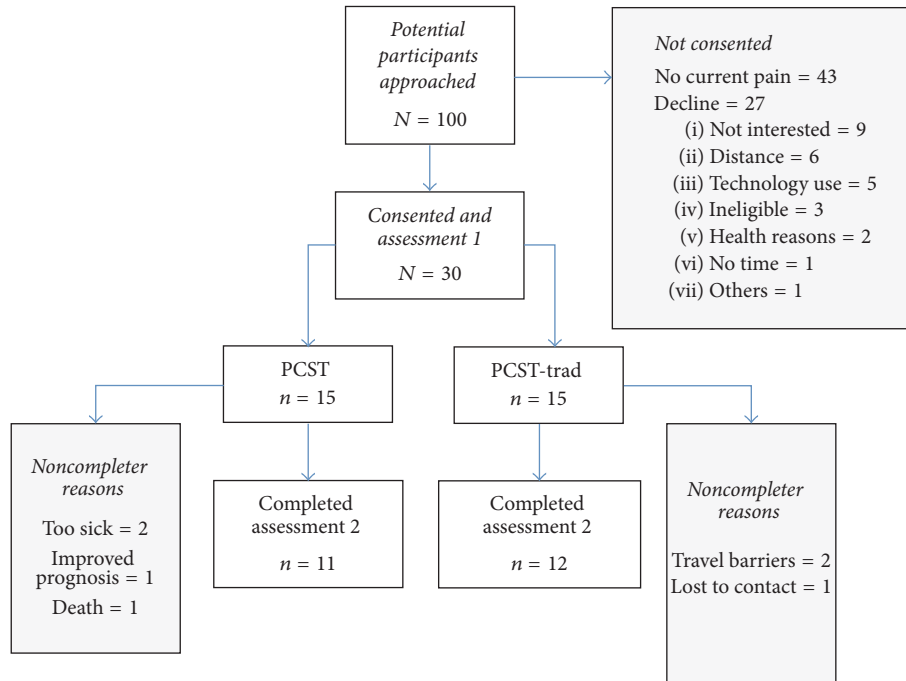 Potential
participants
approached
N = 100
Not consented
No current pain = 43
Decline = 27
(i) Not interested = 9
(ii) Distance = 6
(iii) Technology use = 5
(iv) Ineligible = 3
(v) Health reasons = 2
(vi) No time = 1
(vii) Others = 1
Consented and
assessment 1
N = 30
PCST
n = 15
PCST-trad
n = 15
Noncompleter
reasons
Too sick = 2
Improved
prognosis = 1
Death = 1
Completed
assessment 2
n = 11
Completed
assessment 2
n = 12
Noncompleter
reasons
Travel barriers = 2
Lost to contact = 1